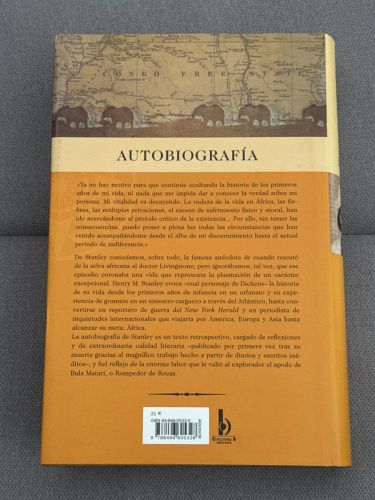 CONGO FREE STATE
AUTOBIOGRAFÍA
«Ya no hay motivo para que continúe ocultando la historia de los primeros
años de mi vida, ni nada que me impida dar a conocer la verdad sobre mi
persona. Mi vitalidad va decayendo. La rudeza de la vida en África, las fie-
bres, las múltiples privaciones, el exceso de sufrimiento físico y moral, han
ido acercándome al período crítico de la existencia... Por ello, sin temer las
consecuencias, puedo poner a plena luz todas las circunstancias que han
venido acompañándome desde el alba de mi discernimiento hasta el actual
período de indiferencia.»
De Stanley conocíamos, sobre todo, la famosa anécdota de cuando rescató
de la selva africana al doctor Livingstone, pero ignorábamos, tal vez, que ese
episodio coronaba una vida que representa la plasmación de un carácter
excepcional. Henry M. Stanley evoca –cual personaje de Dickens– la historia
de su vida desde los primeros años de infancia en un orfanato y su expe-
riencia de grumete en un siniestro carguero a través del Atlántico, hasta con-
vertirse en reportero de guerra del New York Herald y en periodista de
inquietudes internacionales que viajaría por América, Europa y Asia hasta
alcanzar su meta: África.
La autobiografía de Stanley es un texto retrospectivo, cargado de reflexiones
y de extraordinaria calidad literaria –publicado por primera vez tras su
muerte gracias al magnífico trabajo hecho a partir de diarios y escritos iné-
ditos–, y fiel reflejo de la enorme labor que le valió al explorador el apodo de
Bula Matari, o Rompedor de Rocas.
21 €
ISBN 84-666-0532-0
9 788466 605328
b
EDICIONES B